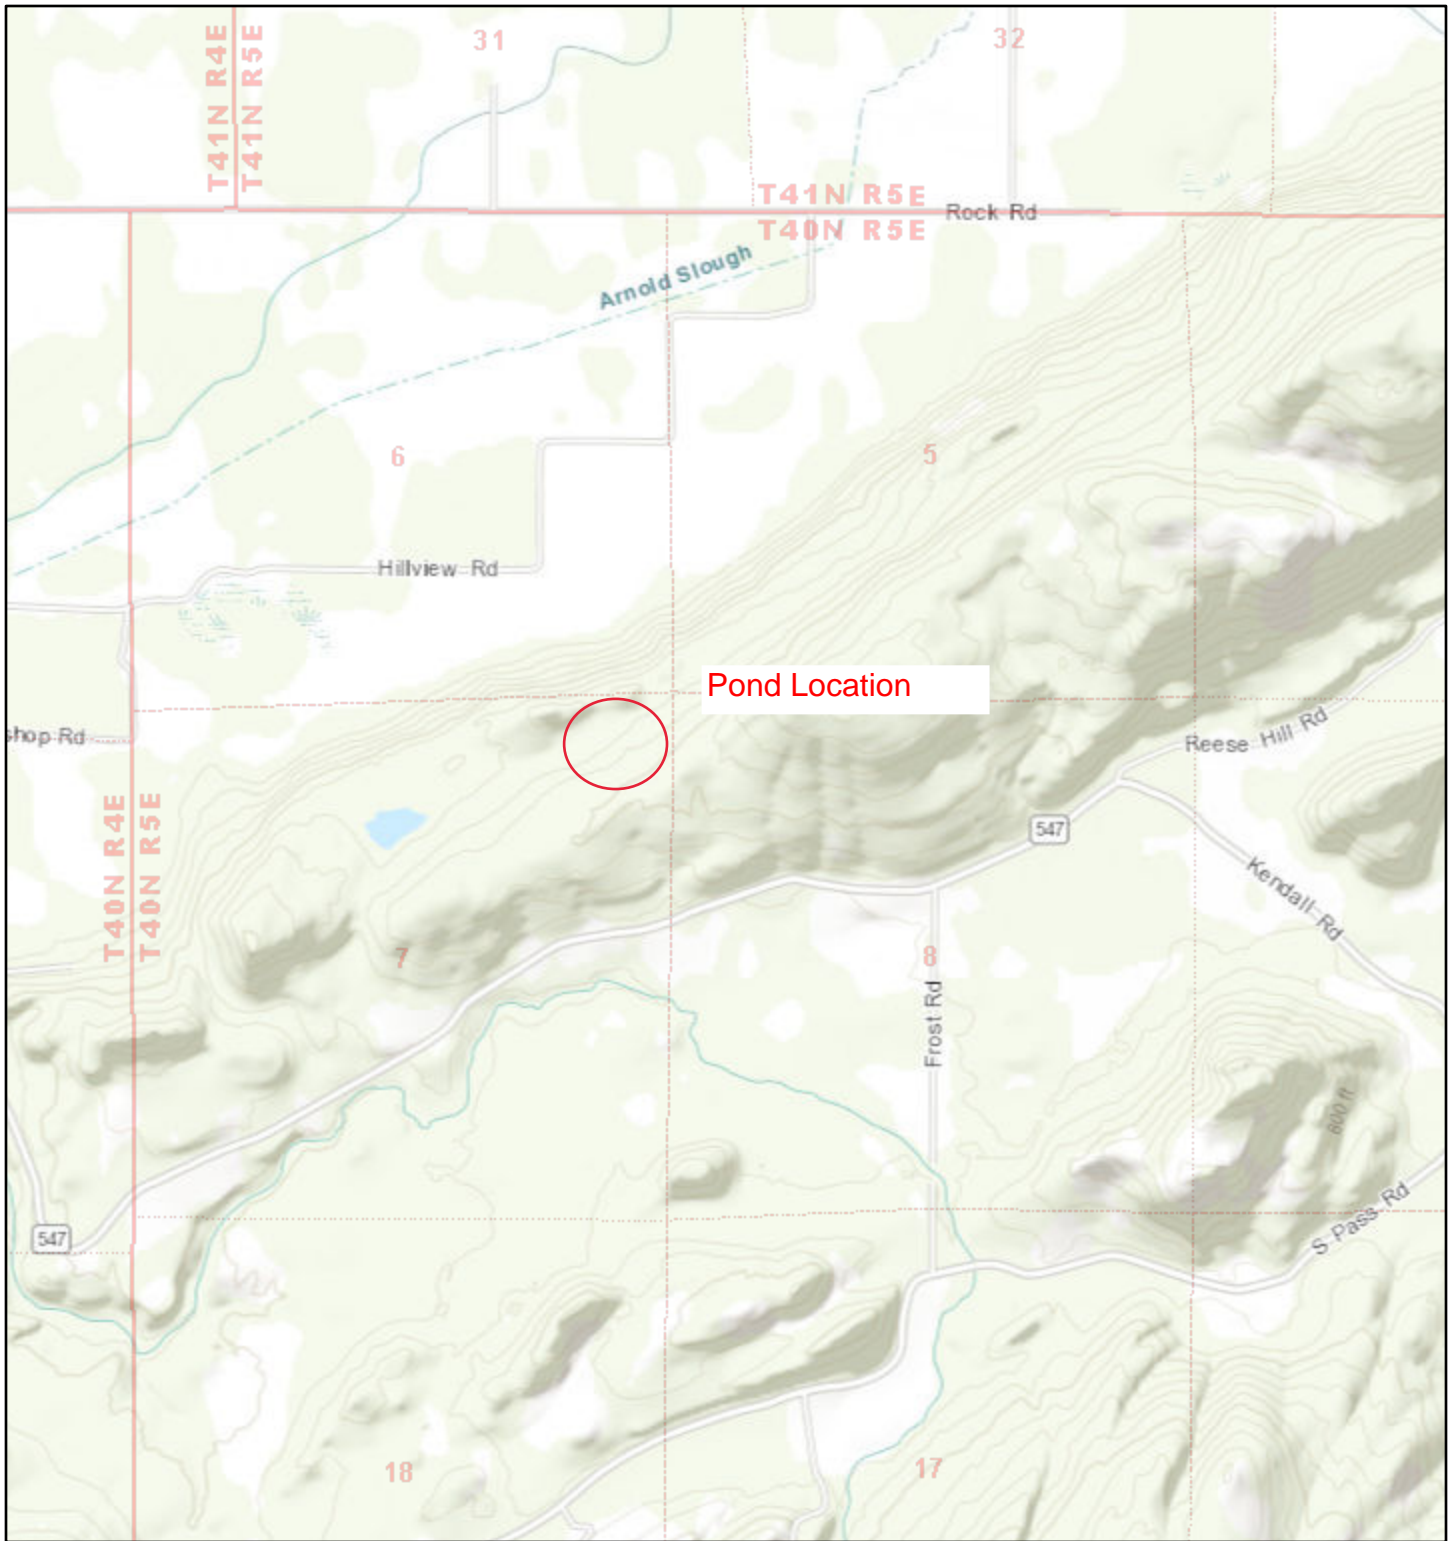 31
32
T41N R4E
T41N R5E
T41N R5E
Rock Rd
T40N R5E
Arnold Slough
6
5
Hillview Rd
Pond Location
shop Rd
Reese Hill Rd
T40N R4E
T40N R5E
547
Kendall Rd
7
8
Frost Rd
800 ft
547
S Pass Rd
18
17